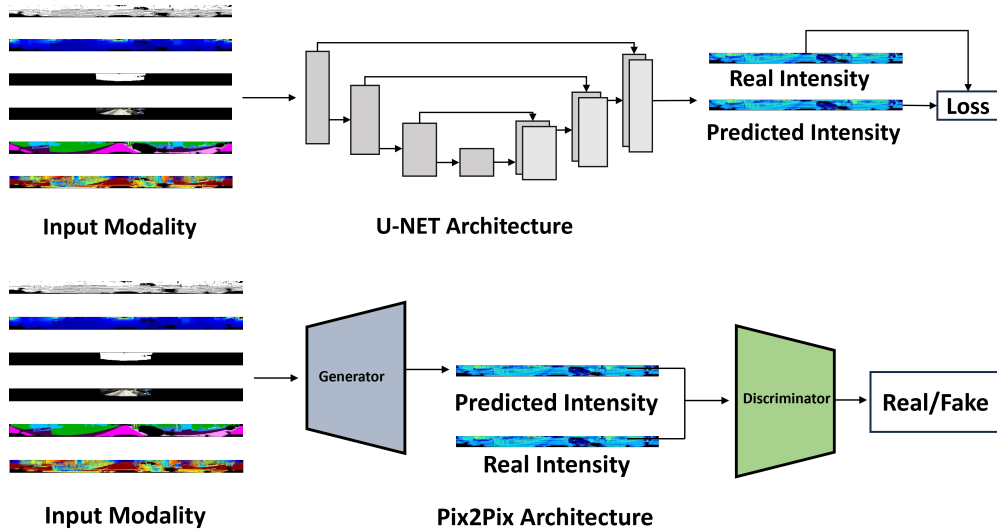 Real Intensity
Predicted Intensity
Loss
Input Modality
U-NET Architecture
Generator
Predicted Intensity
Real Intensity
Discriminator
Real/Fake
Input Modality
Pix2Pix Architecture